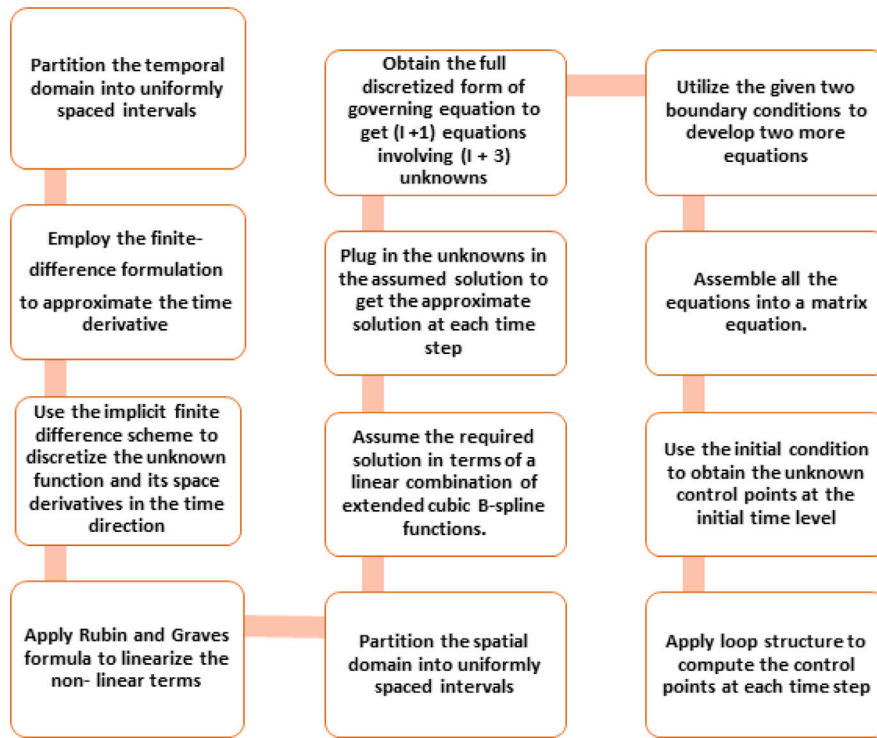 Partition the temporal
domain into uniformly
spaced intervals
Employ the finite-
difference formulation
to approximate the time
derivative
Use the implicit finite
difference scheme to
discretize the unknown
function and its space
derivatives in the time
direction
Apply Rubin and Graves
formula to linearize the
non- linear terms
Partition the spatial
domain into uniformly
spaced intervals
Assume the required
solution in terms of a
linear combination of
extended cubic B-spline
functions.
Plug in the unknowns in
the assumed solution to
get the approximate
solution at each time
step
Obtain the full
discretized form of
governing equation to
get (I +1) equations
involving (I + 3)
unknowns
Utilize the given two
boundary conditions to
develop two more
equations
Assemble all the
equations into a matrix
equation.
Use the initial condition
to obtain the unknown
control points at the
initial time level
Apply loop structure to
compute the control
points at each time step